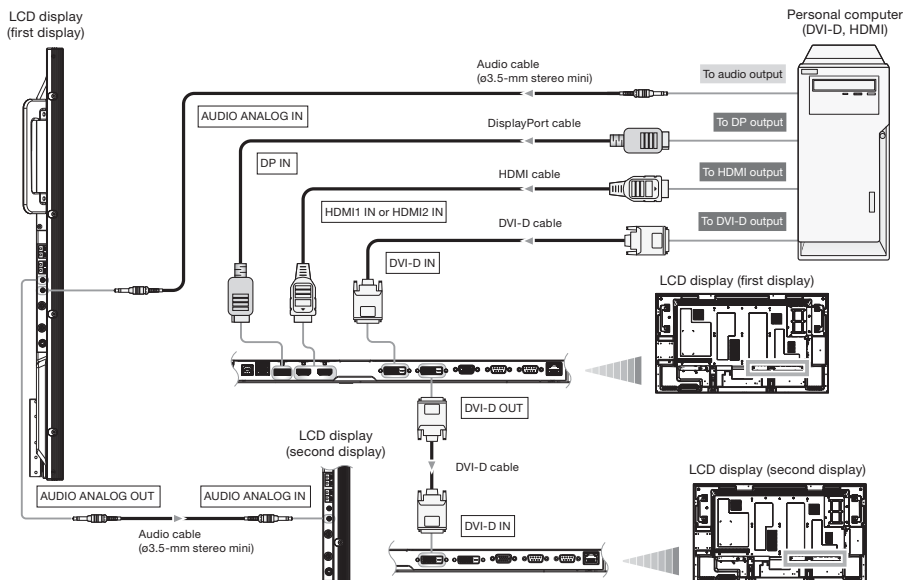 LCD display
(first display)
Personal computer
(DVI-D, HDMI)
Audio cable
(ø3.5-mm stereo mini)
To audio output
AUDIO ANALOG IN
DisplayPort cable
To DP output
DP IN
HDMI cable
To HDMI output
HDMI1 IN or HDMI2 IN
DVI-D cable
To DVI-D output
DVI-D IN
LCD display (first display)
DVI-D OUT
LCD display
(second display)
DVI-D cable
LCD display (second display)
AUDIO ANALOG OUT
AUDIO ANALOG IN
DVI-D IN
Audio cable
(ø3.5-mm stereo mini)